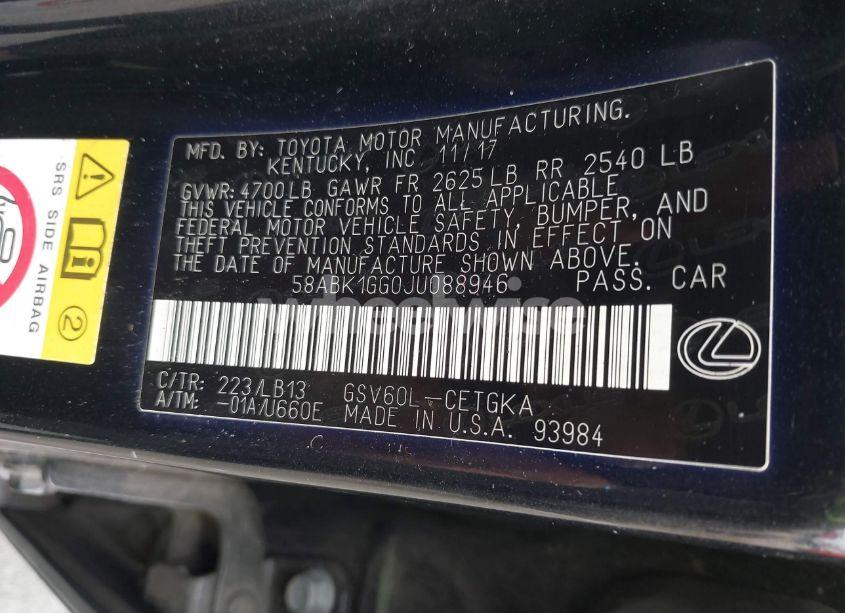 MFD. BY: TOYOTA MOTOR MANUFACTURING.
KENTUCKY, INC. 11/17
GVWR: 4700LB GAWR FR 2625LB RR 2540 LB
THIS VEHICLE CONFORMS TO ALL APPLICABLE
FEDERAL MOTOR VEHICLE SAFETY, BUMPER, AND
THEFT PREVENTION STANDARDS IN EFFECT ON
THE DATE OF MANUFACTURE SHOWN ABOVE.
58ABK1GG0JU088946 PASS. CAR
wheelwise
C/TR: 223/LB13 GSV60L-CETGKA
A/TM: -01A/U660E MADE IN U.S.A. 93984
C
SRS SIDE AIRBAG
2